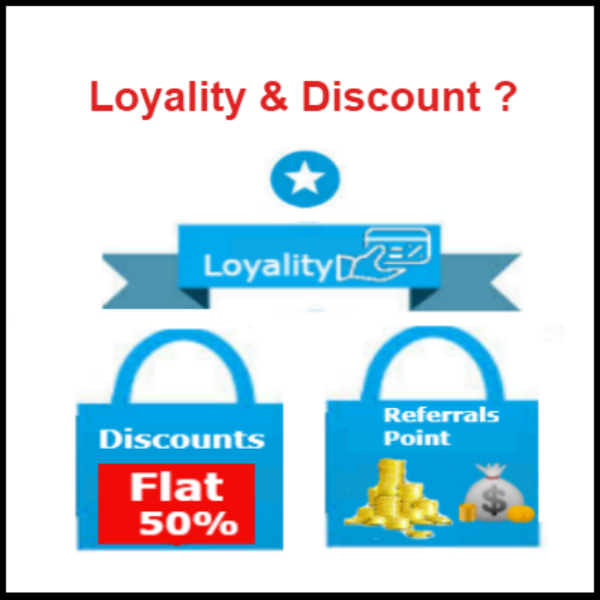 Loyality & Discount ?
Loyality
Discounts
Flat
50%
Referrals
Point
$